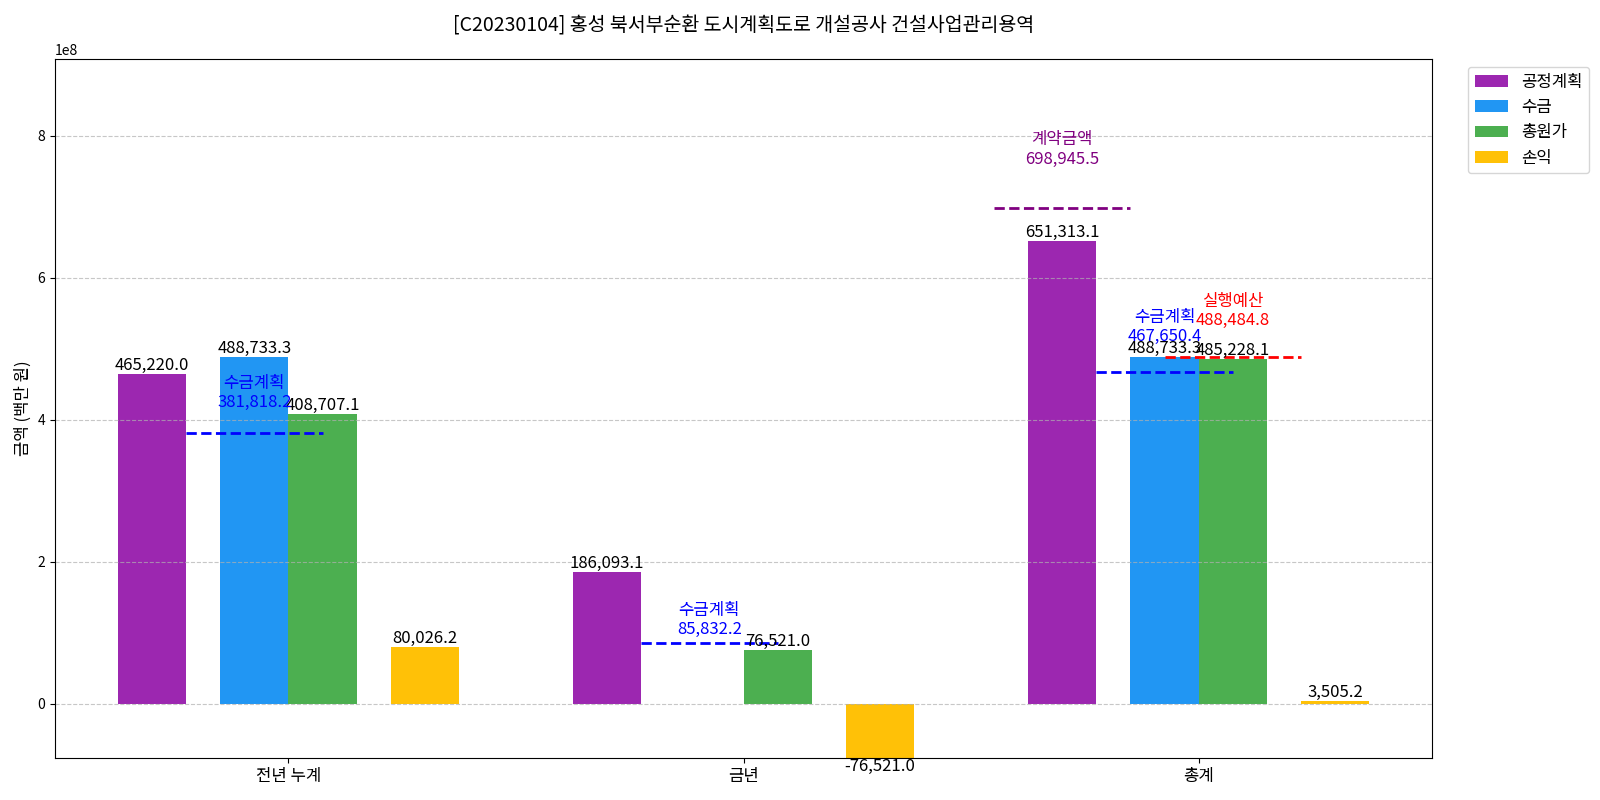 [C20230104] 홍성 북서부순환 도시계획도로 개설공사 건설사업관리용역
1e8
공정계획
수금
총원가
손익
8
6
4
2
0
금액 (백만 원)
계약금액
698,945.5
651,313.1
실행예산
488,484.8
수금계획
467,650.4
488,733.3
485,228.1
3,505.2
465,220.0
488,733.3
수금계획
381,818.2
408,707.1
80,026.2
186,093.1
수금계획
85,832.2
76,521.0
-76,521.0
전년 누계
금년
총계